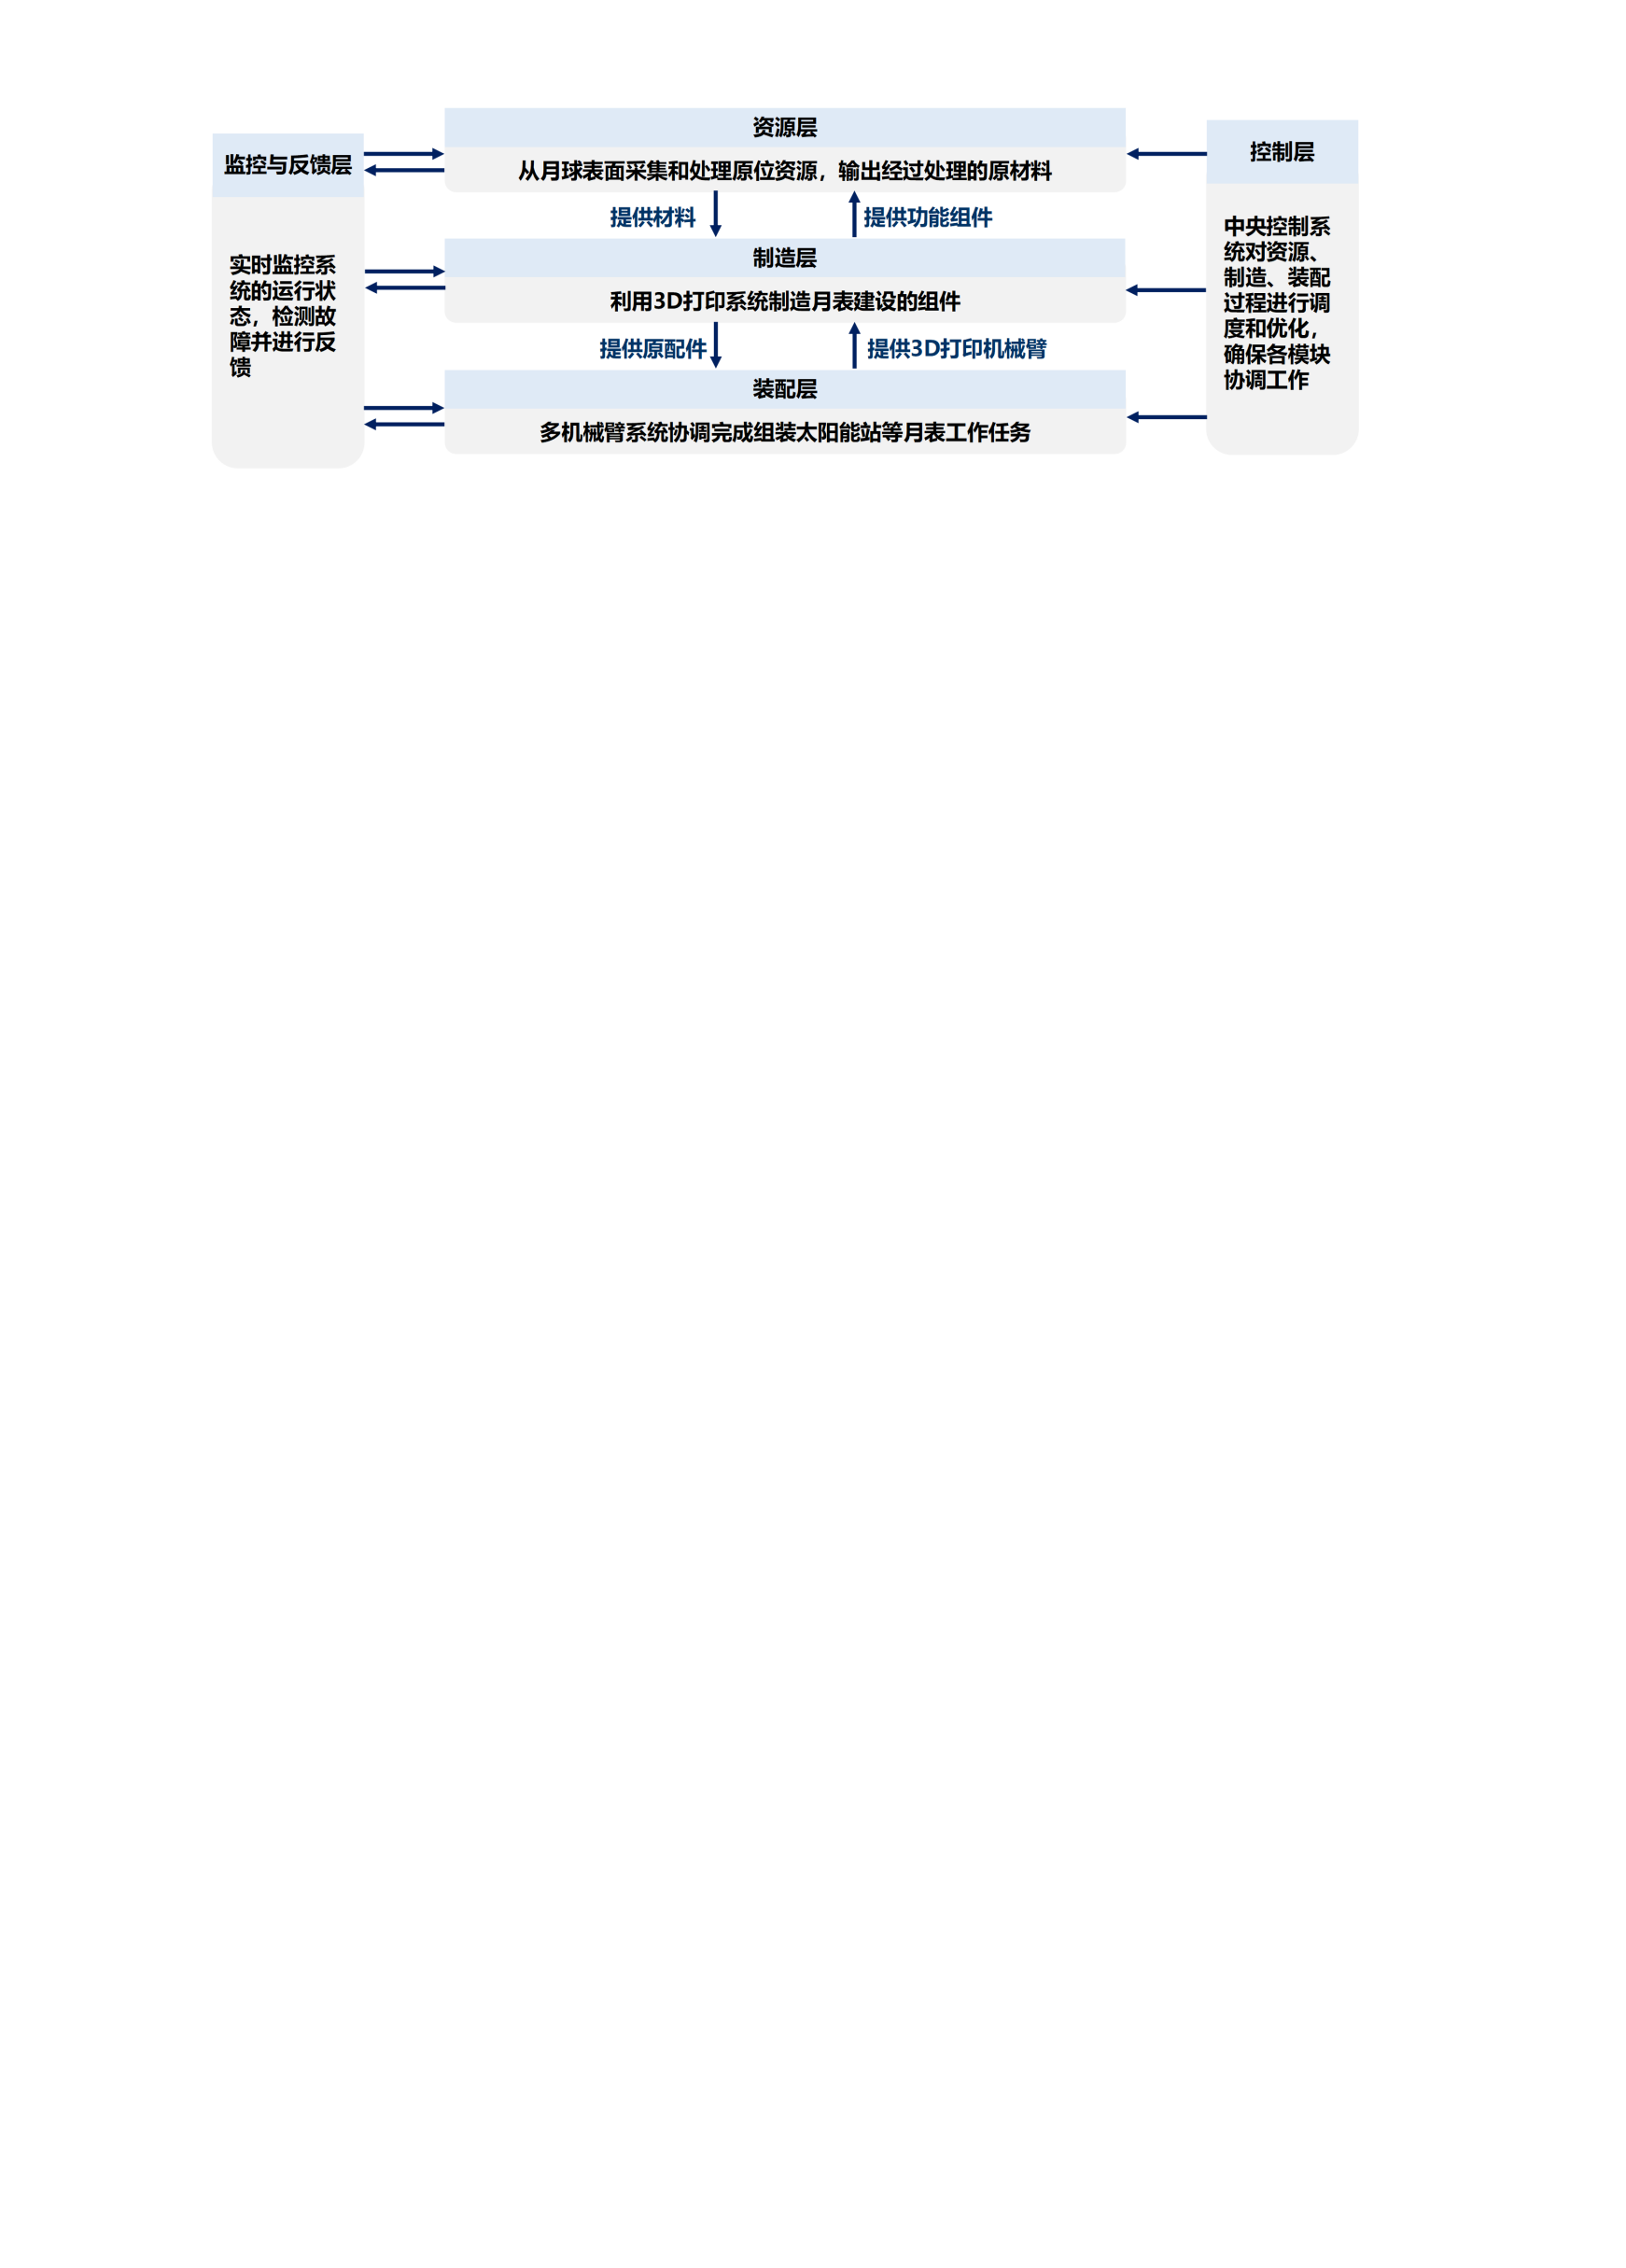 监控与反馈层
实时监控系
统的运行状
态，检测故
障并进行反
馈
资源层
从月球表面采集和处理原位资源，输出经过处理的原材料
提供材料
提供功能组件
制造层
利用3D打印系统制造月表建设的组件
提供原配件
提供3D打印机械臂
装配层
多机械臂系统协调完成组装太阳能站等月表工作任务
控制层
中央控制系
统对资源、
制造、装配
过程进行调
度和优化，
确保各模块
协调工作